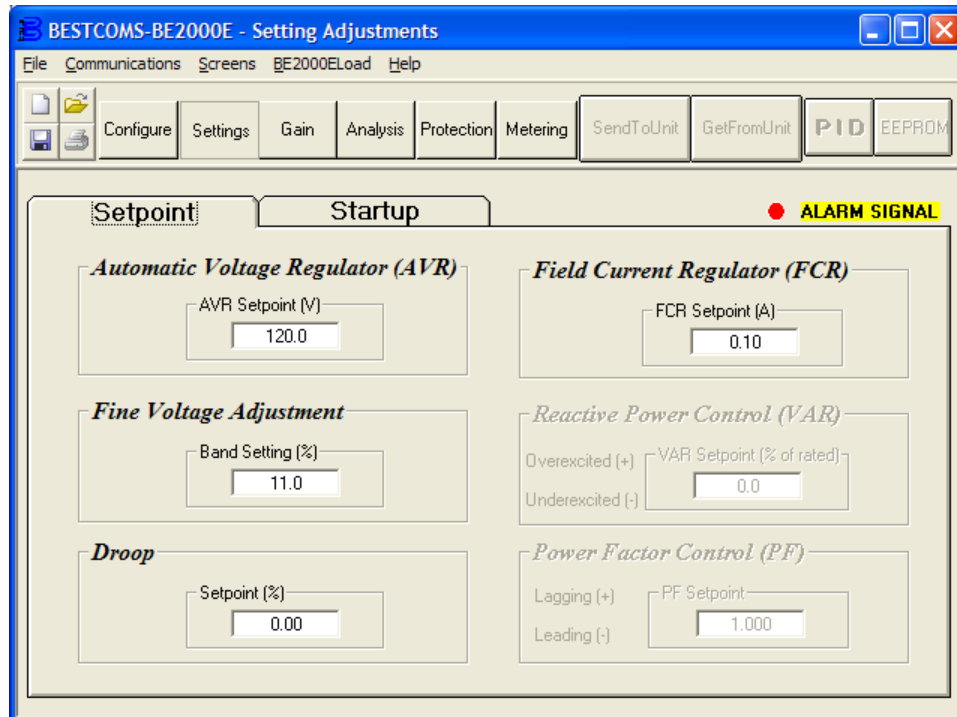 BESTCOMS-BE2000E - Setting Adjustments
File Communications Screens BE2000ELoad Help
Configure Settings Gain Analysis Protection Metering SendToUnit GetFromUnit PID EEPROM
Setpoint Startup ALARM SIGNAL
Automatic Voltage Regulator (AVR)
AVR Setpoint (V)
120.0
Field Current Regulator (FCR)
FCR Setpoint (A)
0.10
Fine Voltage Adjustment
Band Setting (%)
11.0
Reactive Power Control (VAR)
Overexcited (+)
Underexcited (-)
VAR Setpoint (% of rated)
0.0
Droop
Setpoint (%)
0.00
Power Factor Control (PF)
Lagging (+)
Leading (-)
PF Setpoint
1.000